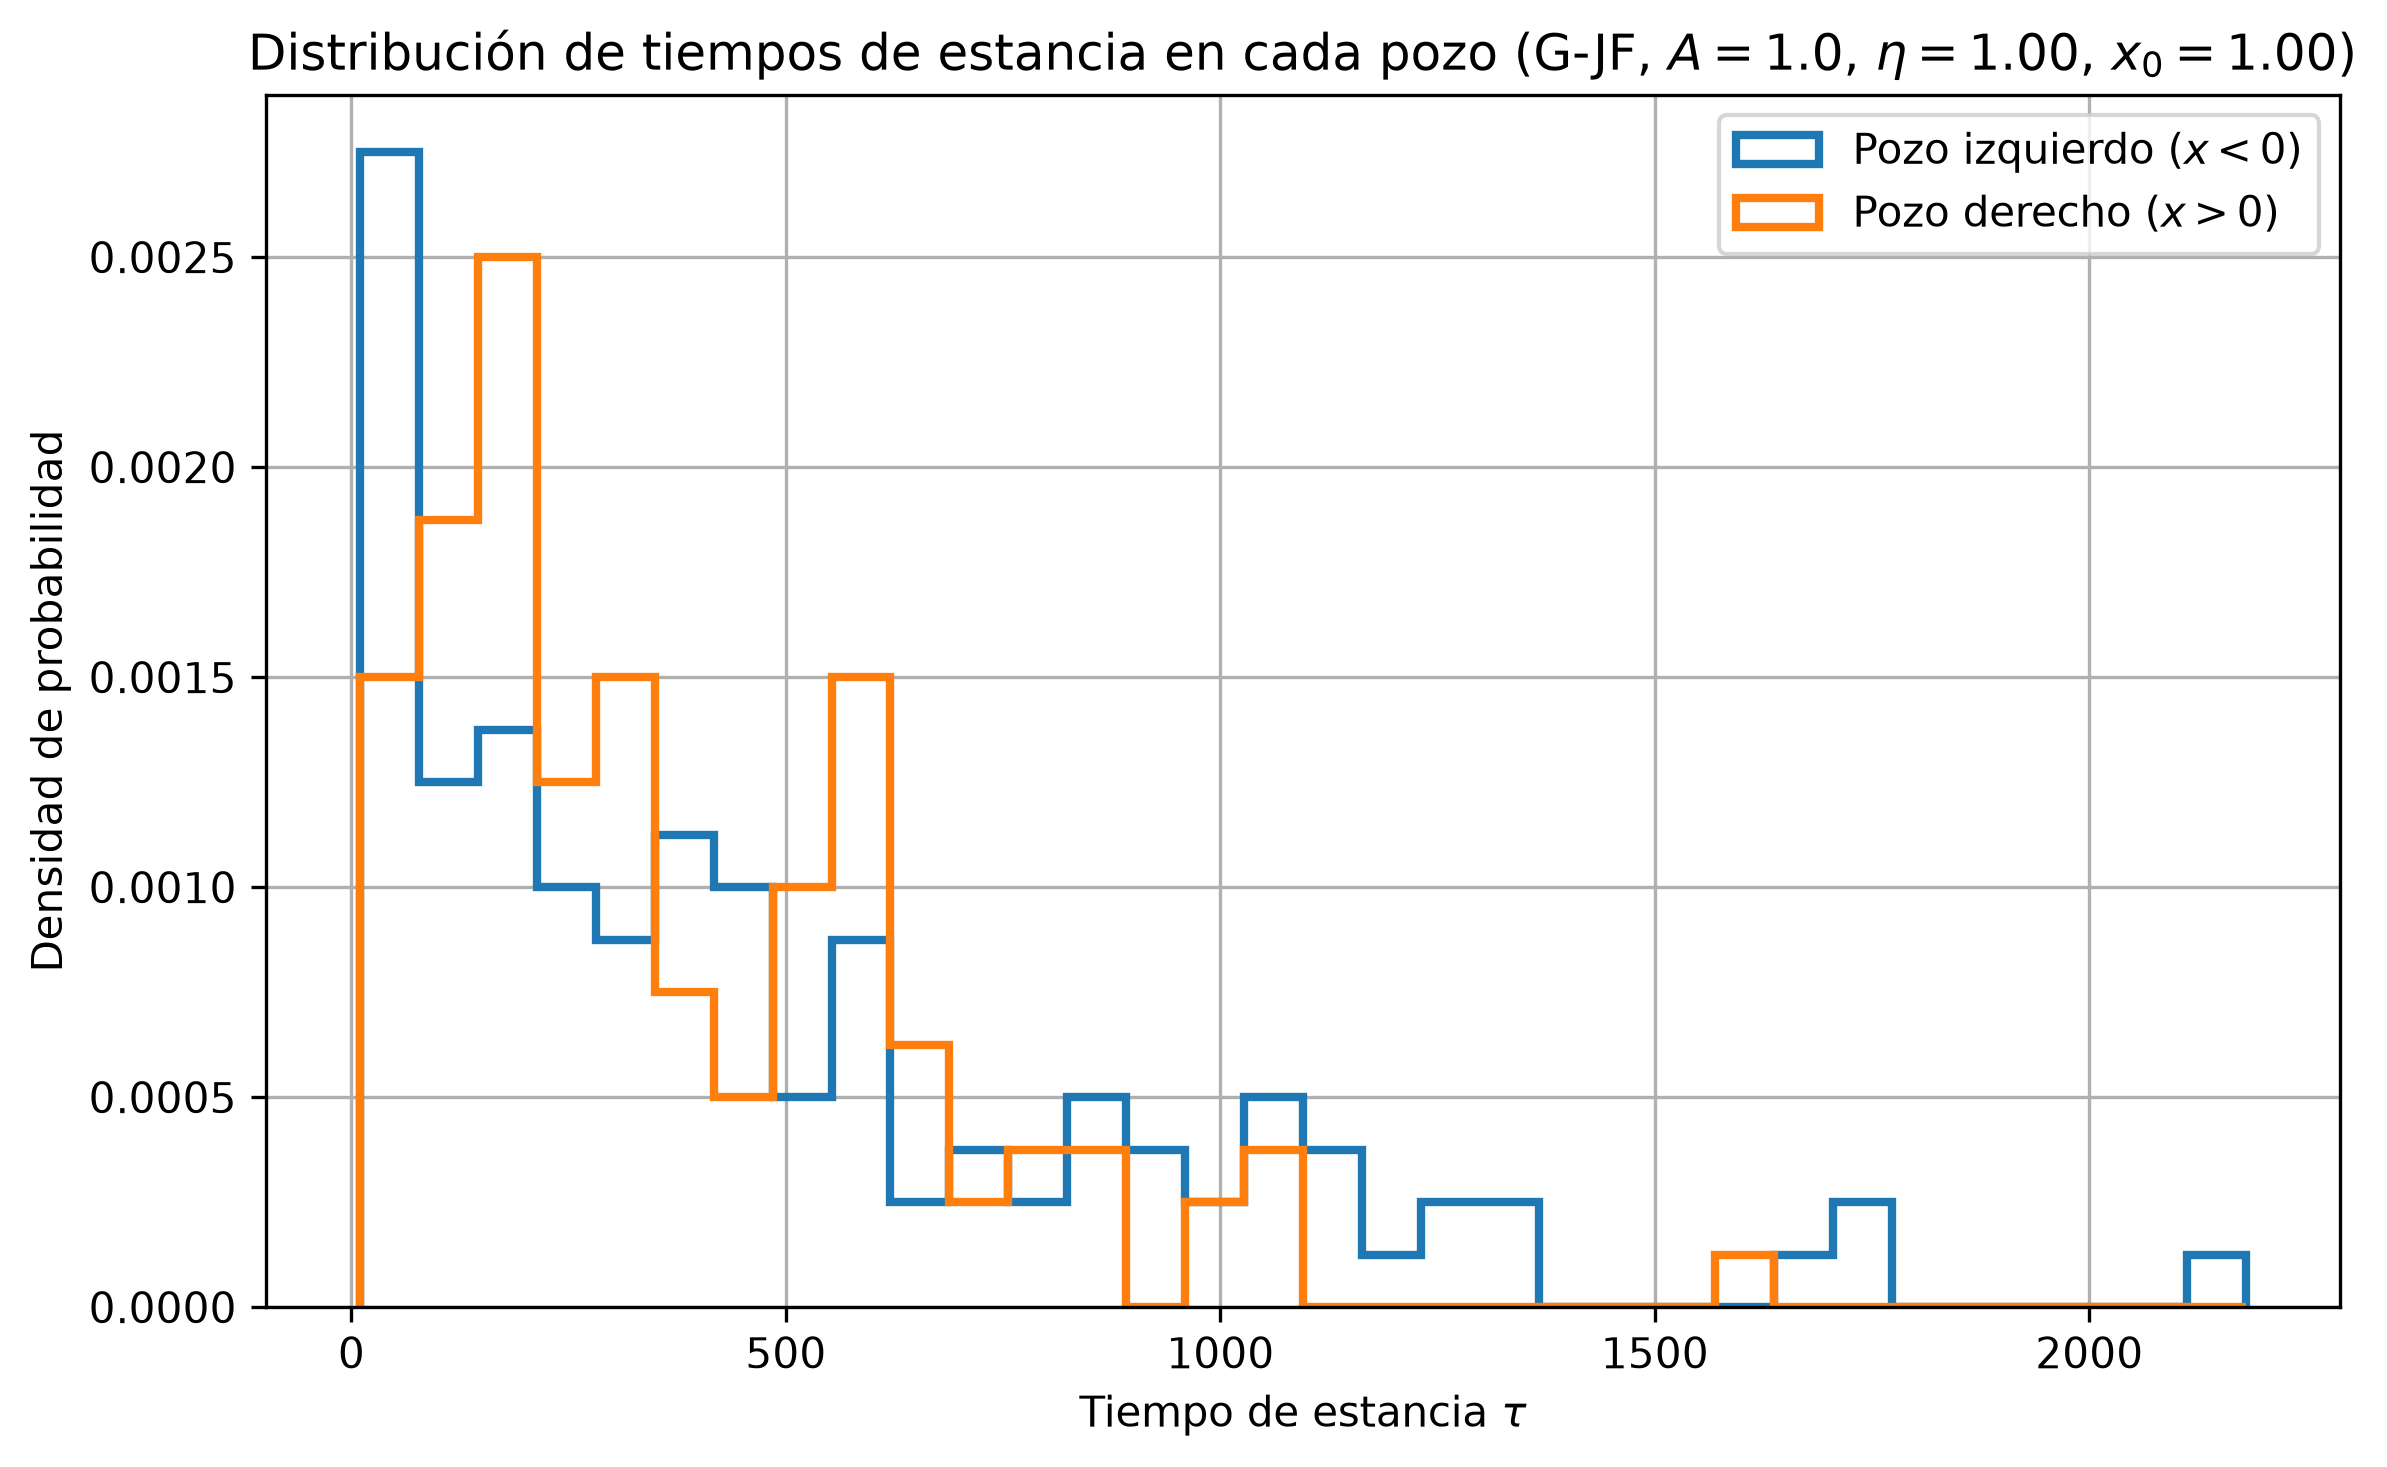 Distribución de tiempos de estancia en cada pozo (G-JF, A = 1.0, η = 1.00, x₀ = 1.00)
Pozo izquierdo (x < 0)
Pozo derecho (x > 0)
Densidad de probabilidad
0.0025
0.0020
0.0015
0.0010
0.0005
0.0000
0 500 1000 1500 2000
Tiempo de estancia τ